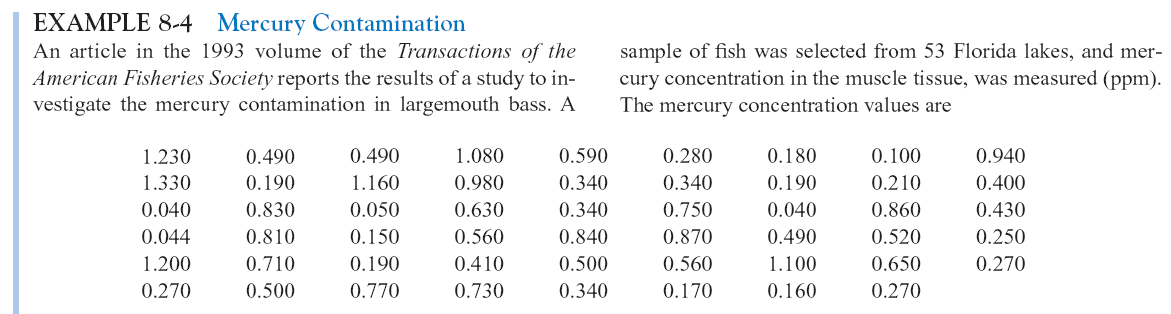 EXAMPLE 8-4 Mercury Contamination
An article in the 1993 volume of the Transactions of the
American Fisheries Society reports the results of a study to in-
vestigate the mercury contamination in largemouth bass. A
sample of fish was selected from 53 Florida lakes, and mer-
cury concentration in the muscle tissue, was measured (ppm).
The mercury concentration values are
1.230 0.490 0.490 1.080 0.590 0.280 0.180 0.100 0.940
1.330 0.190 1.160 0.980 0.340 0.340 0.190 0.210 0.400
0.040 0.830 0.050 0.630 0.340 0.750 0.040 0.860 0.430
0.044 0.810 0.150 0.560 0.840 0.870 0.490 0.520 0.250
1.200 0.710 0.190 0.410 0.500 0.560 1.100 0.650 0.270
0.270 0.500 0.770 0.730 0.340 0.170 0.160 0.270